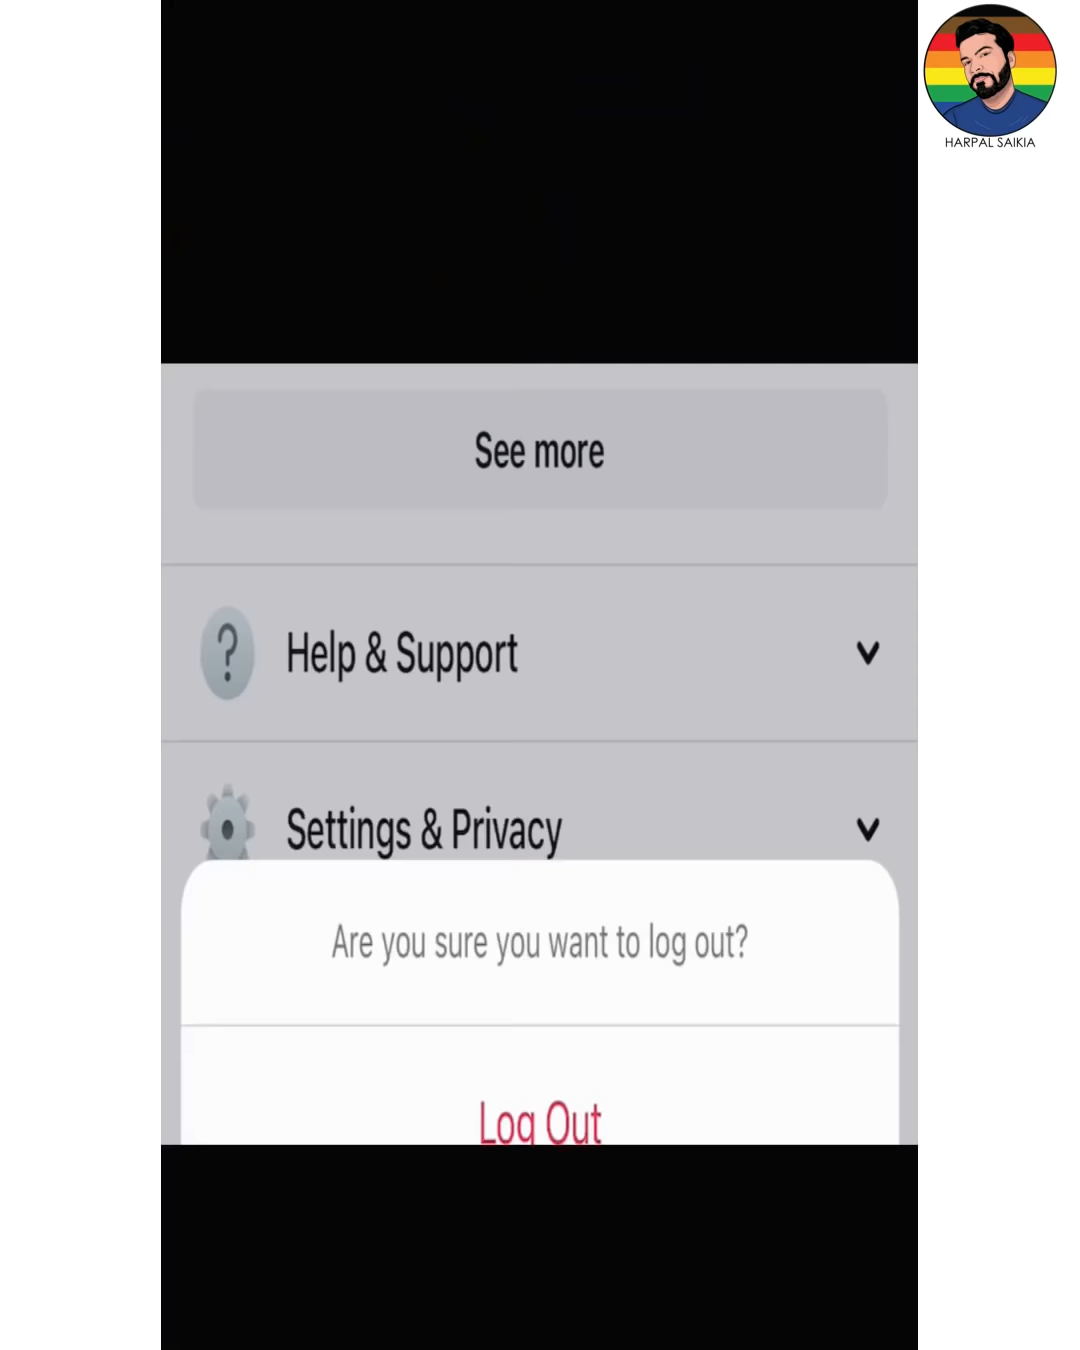 HARPAL SAIKIA
See more
Help & Support
Settings & Privacy
Are you sure you want to log out?
Log Out